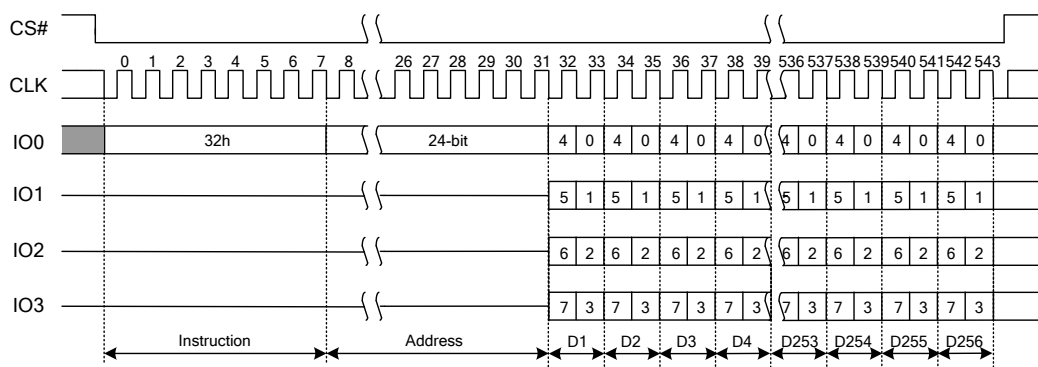 CS#
0 1 2 3 4 5 6 7 8 26 27 28 29 30 31 32 33 34 35 36 37 38 39 536 537 538 539 540 541 542 543
CLK
IO0 32h 24-bit 4 0 4 0 4 0 4 0 4 0 4 0 4 0 4 0
IO1 5 1 5 1 5 1 5 1 5 1 5 1 5 1 5 1
IO2 6 2 6 2 6 2 6 2 6 2 6 2 6 2 6 2
IO3 7 3 7 3 7 3 7 3 7 3 7 3 7 3 7 3
Instruction Address D1 D2 D3 D4 D253 D254 D255 D256